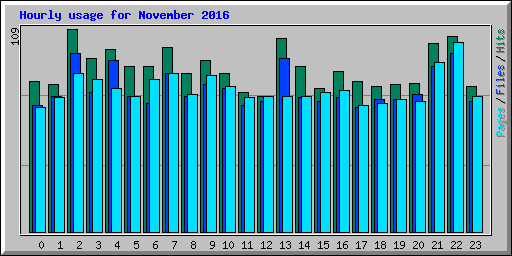 Hourly usage for November 2016
109
Pages/Files/Hits
0 1 2 3 4 5 6 7 8 9 10 11 12 13 14 15 16 17 18 19 20 21 22 23